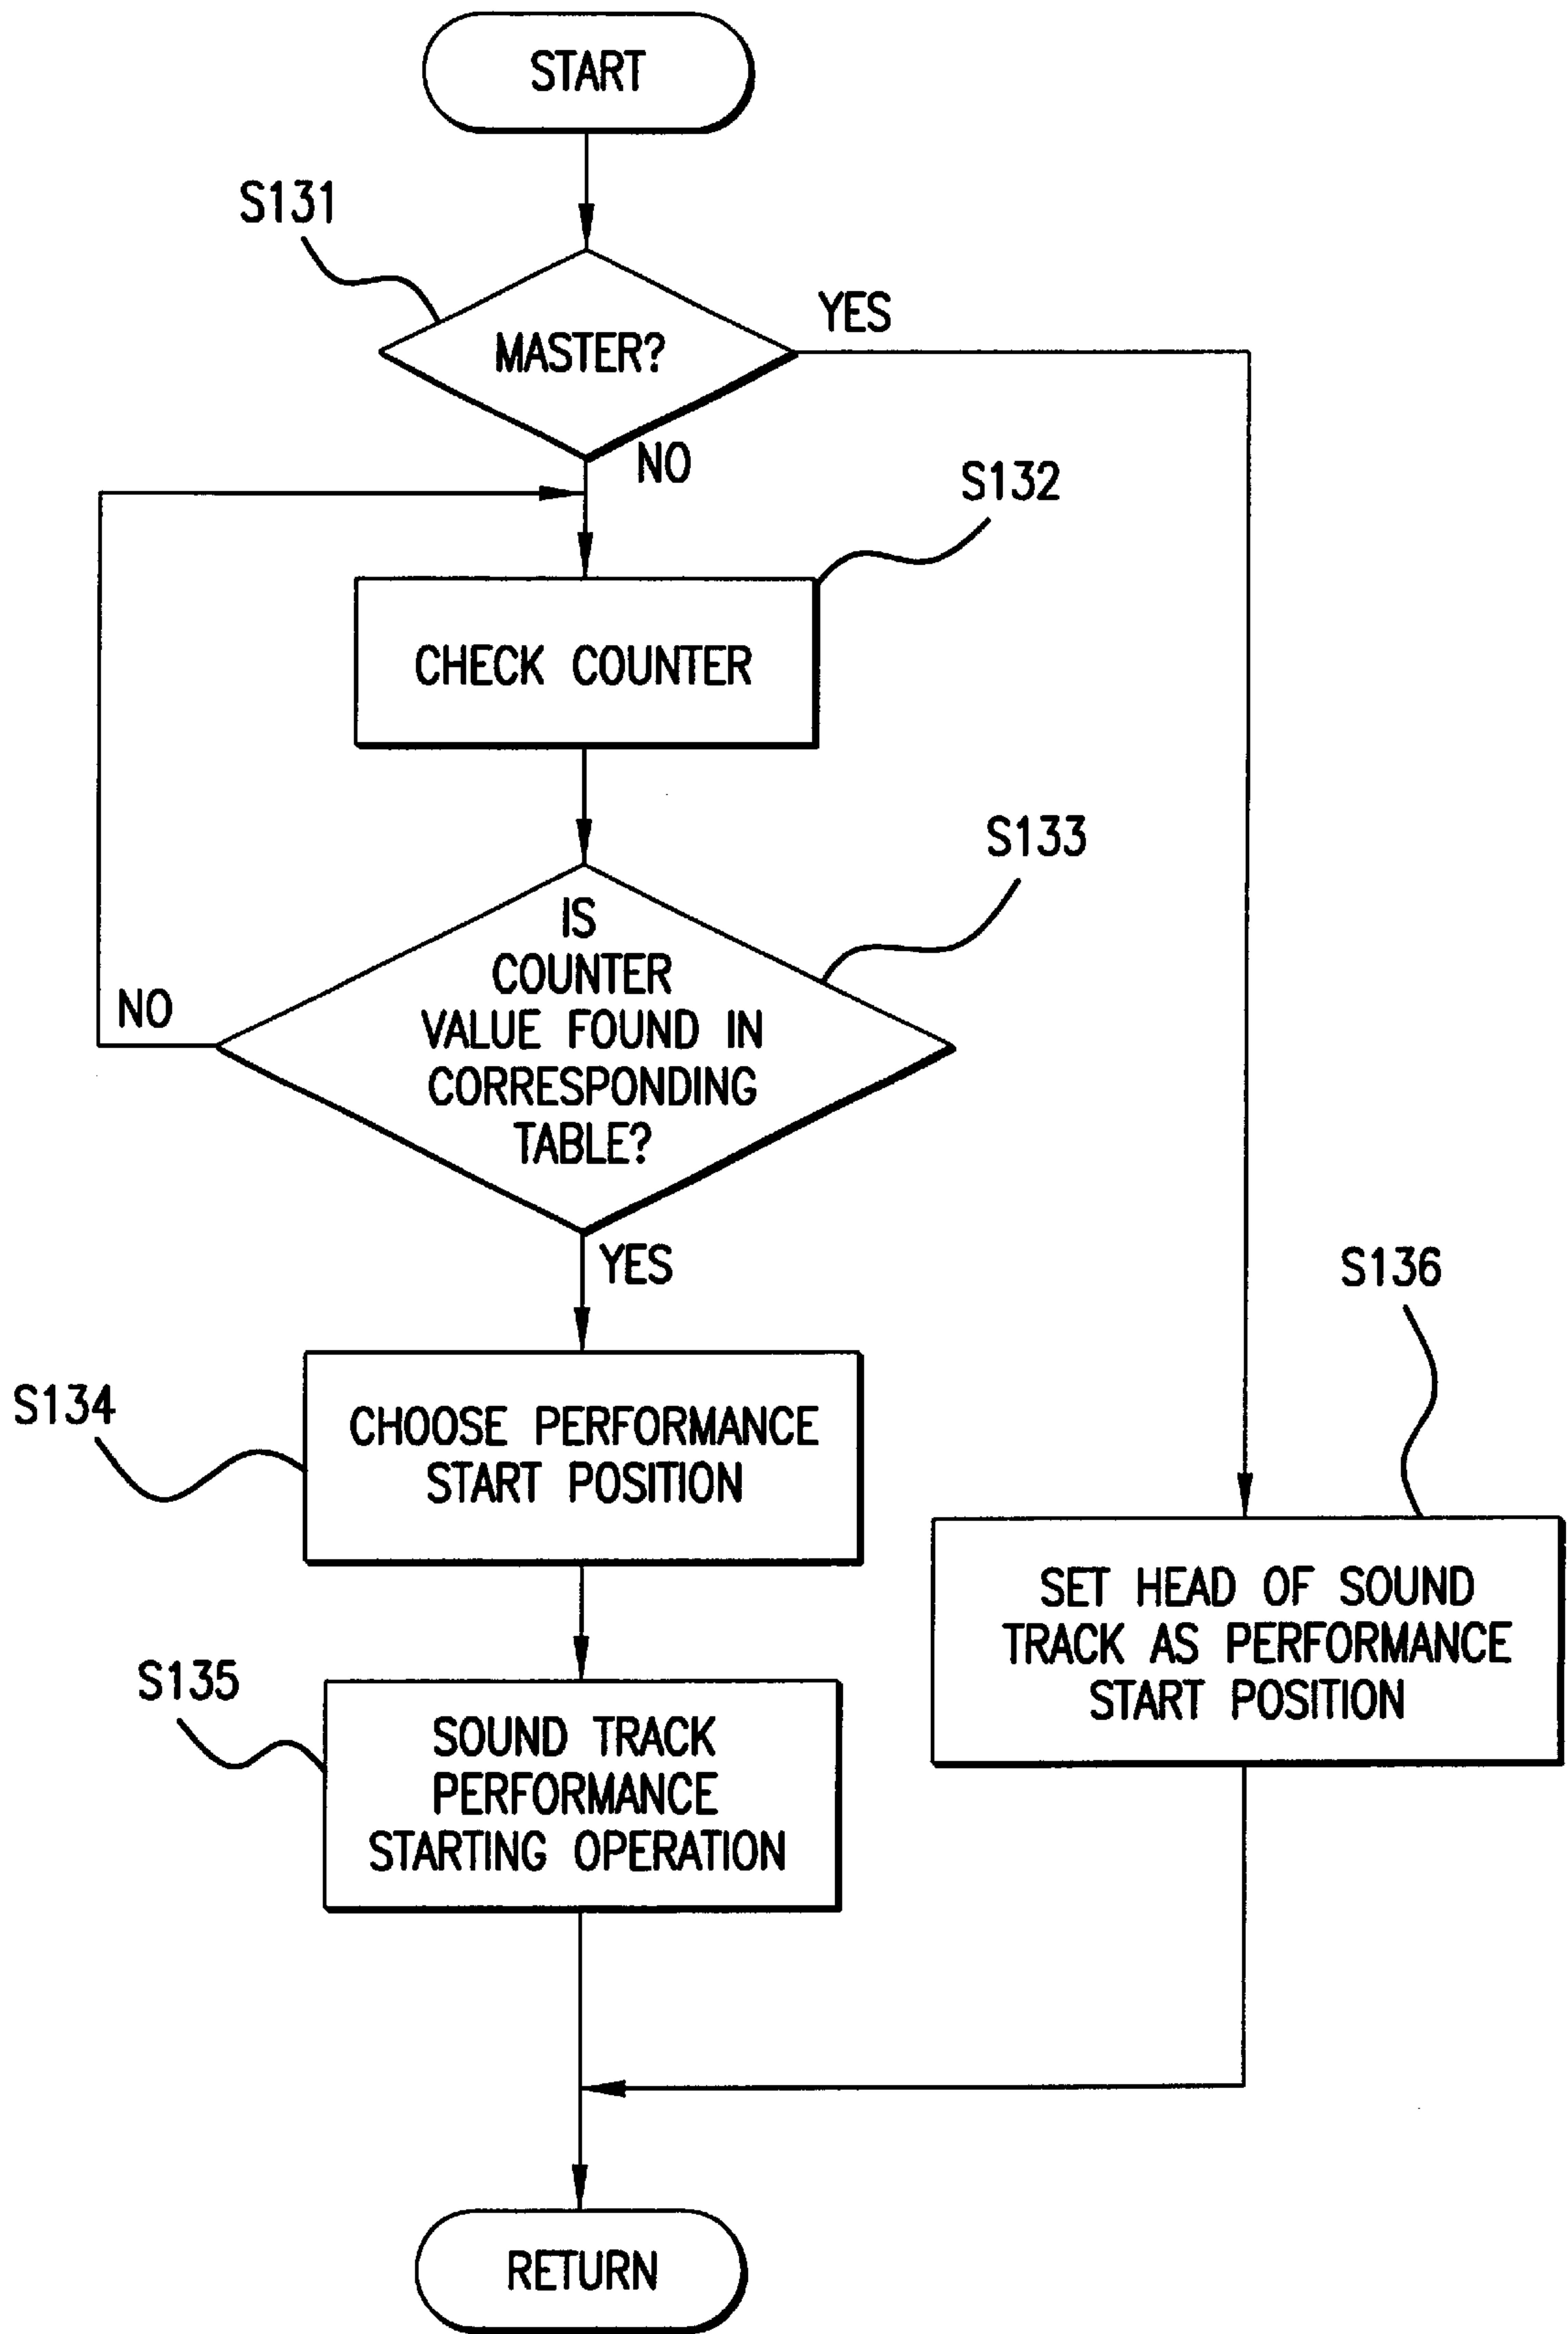 START
S131
MASTER?
YES
NO
S132
CHECK COUNTER
S133
IS
COUNTER
VALUE FOUND IN
CORRESPONDING
TABLE?
NO
YES
S134
CHOOSE PERFORMANCE
START POSITION
S136
SET HEAD OF SOUND
TRACK AS PERFORMANCE
START POSITION
S135
SOUND TRACK
PERFORMANCE
STARTING OPERATION
RETURN